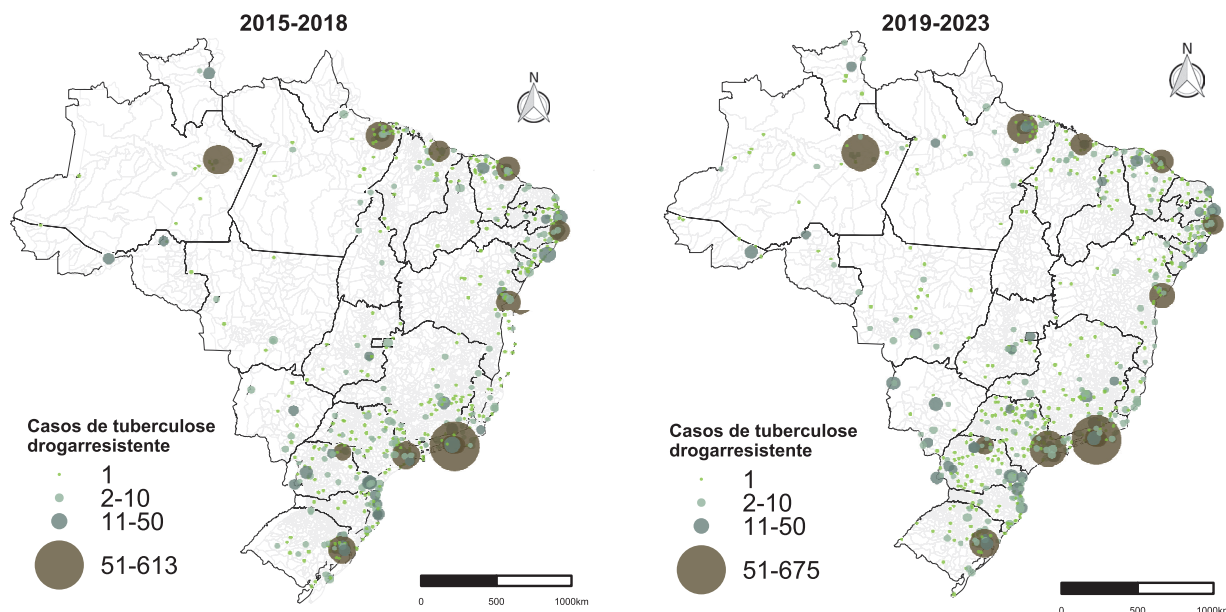 2015-2018
N
Casos de tuberculose
drogarresistente
1
2-10
11-50
51-613
0 500 1000km
2019-2023
N
Casos de tuberculose
drogarresistente
1
2-10
11-50
51-675
0 500 1000km